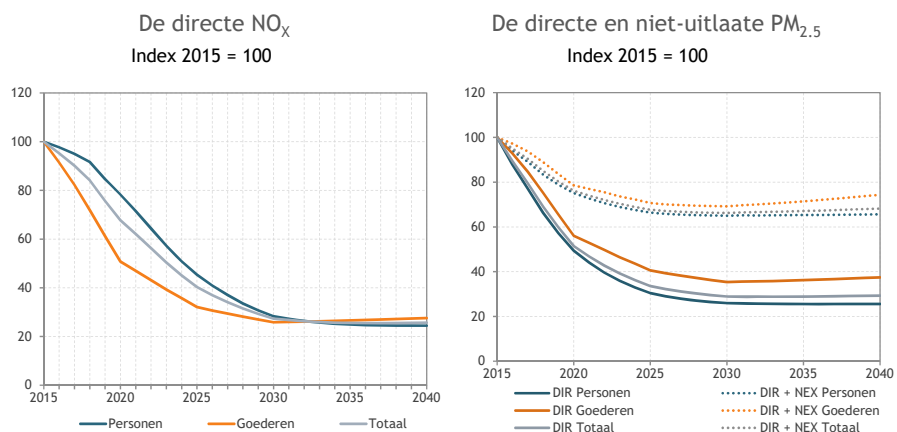 De directe NOX
Index 2015 = 100
120
100
80
60
40
20
0
2015 2020 2025 2030 2035 2040
Personen Goederen Totaal
De directe en niet-uitlaate PM2.5
Index 2015 = 100
120
100
80
60
40
20
0
2015 2020 2025 2030 2035 2040
DIR Personen DIR + NEX Personen
DIR Goederen DIR + NEX Goederen
DIR Totaal DIR + NEX Totaal